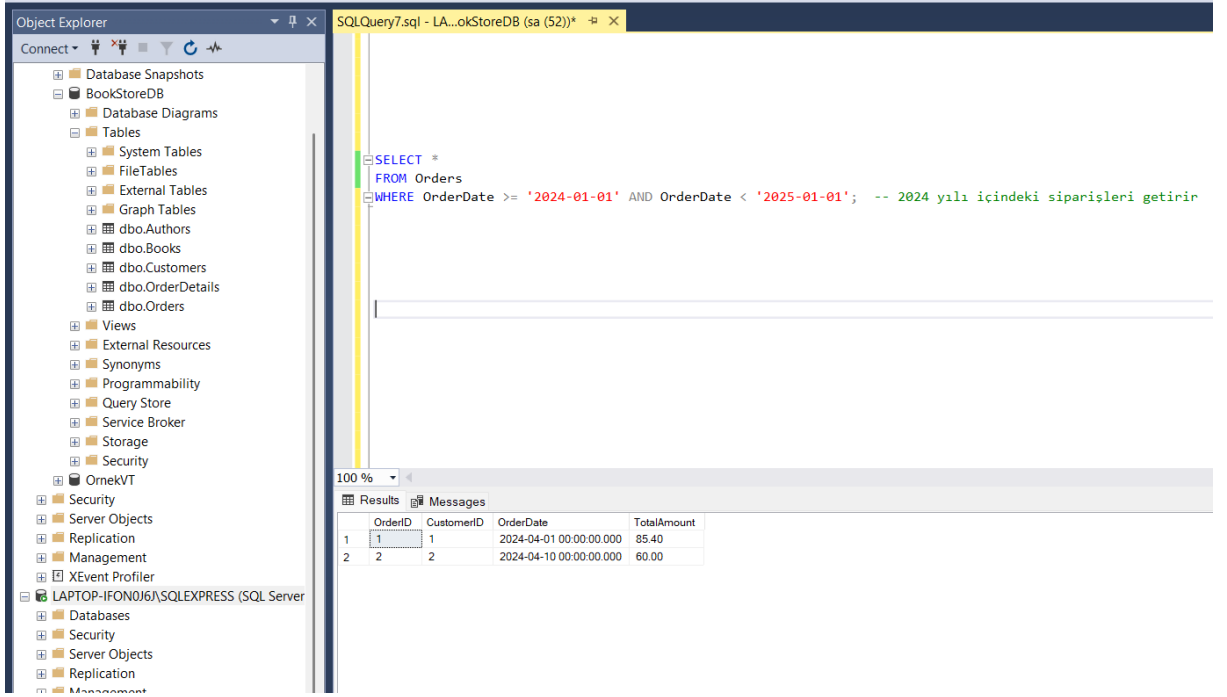 Object Explorer
Connect
Database Snapshots
BookStoreDB
Database Diagrams
Tables
System Tables
FileTables
External Tables
Graph Tables
dbo.Authors
dbo.Books
dbo.Customers
dbo.OrderDetails
dbo.Orders
Views
External Resources
Synonyms
Programmability
Query Store
Service Broker
Storage
Security
OrnekVT
Security
Server Objects
Replication
Management
XEvent Profiler
LAPTOP-IFON0J6J\SQLEXPRESS (SQL Server
Databases
Security
Server Objects
Replication
Management
SQLQuery7.sql - LA...okStoreDB (sa (52))*
SELECT *
FROM Orders
WHERE OrderDate >= '2024-01-01' AND OrderDate < '2025-01-01'; -- 2024 yılı içindeki siparişleri getirir
100 %
Results Messages
OrderID CustomerID OrderDate TotalAmount
1 1 1 2024-04-01 00:00:00.000 85.40
2 2 2 2024-04-10 00:00:00.000 60.00